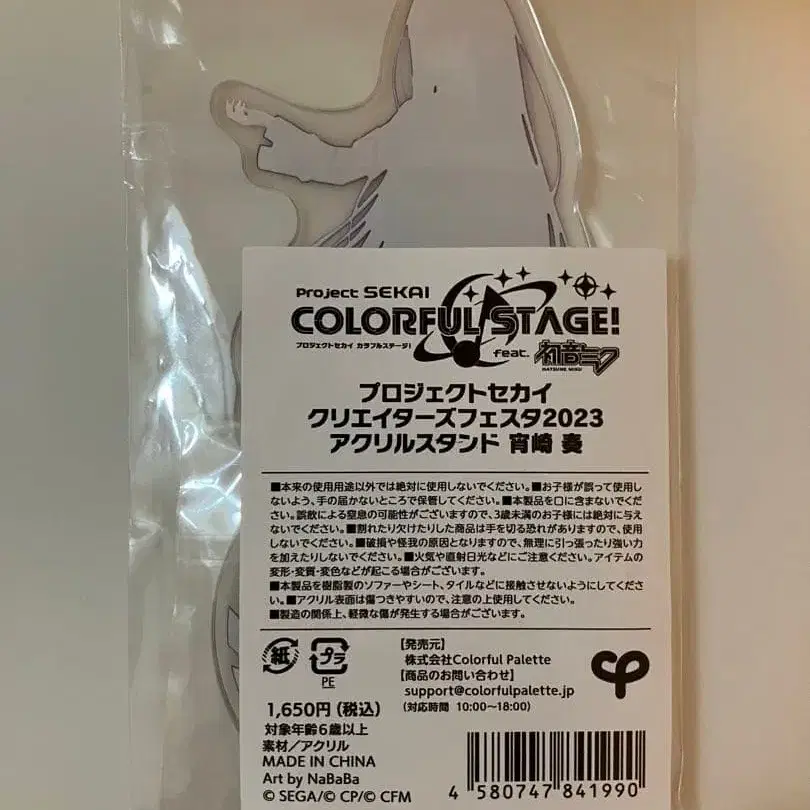 Project SEKAI
COLORFUL STAGE!
プロジェクトセカイ カラフルステージ!
feat. 初音ミク
HATSUNE MIKU
プロジェクトセカイ
クリエイターズフェスタ2023
アクリルスタンド 宵崎 奏
■本来の使用用途以外では絶対に使用しないでください。■お子様が誤って使用し
ないよう、手の届かないところで保管してください。■本製品を口に含まないでくだ
さい。誤飲による窒息の可能性がございますので、3歳未満のお子様には絶対に与え
ないでください。■割れたり欠けたりした商品は手を切る恐れがありますので、使用
しないでください。■破損や怪我の原因となりますので、無理に引っ張ったり強い力
を加えたりしないでください。■火気や直射日光などにご注意ください。アイテムの
変形・変質・変色などが起こる場合がございます。
■本製品を樹脂製のソファーやシート、タイルなどに接触させないようにしてくださ
い。■アクリル表面は傷つきやすいので、注意の上使用してください。
■製造の関係上、軽微な傷が発生する場合がございます。
紙
プラ
PE
【発売元】
株式会社Colorful Palette
【商品のお問い合わせ】
support@colorfulpalette.jp
(対応時間 10:00~18:00)
1,650円(税込)
対象年齢6歳以上
素材/アクリル
MADE IN CHINA
Art by NaBaBa
© SEGA/© CP/© CFM
4 580747 841990